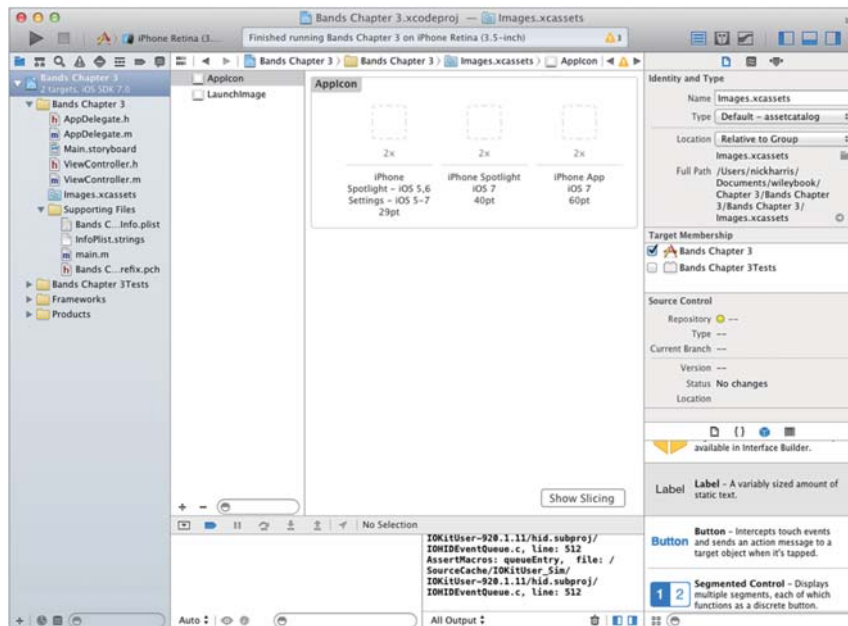 Bands Chapter 3.xcodeproj — Images.xcassets
iPhone Retina (3...
Finished running Bands Chapter 3 on iPhone Retina (3.5-inch)
Bands Chapter 3
2 targets, iOS SDK 7.0
Bands Chapter 3
AppDelegate.h
AppDelegate.m
Main.storyboard
ViewController.h
ViewController.m
Images.xcassets
Supporting Files
Bands C...Info.plist
InfoPlist.strings
main.m
Bands C...refix.pch
Bands Chapter 3Tests
Frameworks
Products
Bands Chapter 3 › Bands Chapter 3 › Images.xcassets › AppIcon
AppIcon
LaunchImage
AppIcon
2x
iPhone
Spotlight – iOS 5,6
Settings – iOS 5–7
29pt
2x
iPhone Spotlight
iOS 7
40pt
2x
iPhone App
iOS 7
60pt
Show Slicing
No Selection
IOKitUser-920.1.11/hid.subproj/
IOHIDEventQueue.c, line: 512
AssertMacros: queueEntry, file: /
SourceCache/IOKitUser_Sim/
IOKitUser-920.1.11/hid.subproj/
IOHIDEventQueue.c, line: 512
Auto
All Output
Identity and Type
Name Images.xcassets
Type Default – assetcatalog
Location Relative to Group
Images.xcassets
Full Path /Users/nickharris/
Documents/wileybook/
Chapter 3/Bands Chapter
3/Bands Chapter 3/
Images.xcassets
Target Membership
Bands Chapter 3
Bands Chapter 3Tests
Source Control
Repository --
Type --
Current Branch --
Version --
Status No changes
Location
{ }
available in Interface Builder.
Label Label – A variably sized amount of
static text.
Button Button – Intercepts touch events
and sends an action message to a
target object when it's tapped.
1 2 Segmented Control – Displays
multiple segments, each of which
functions as a discrete button.